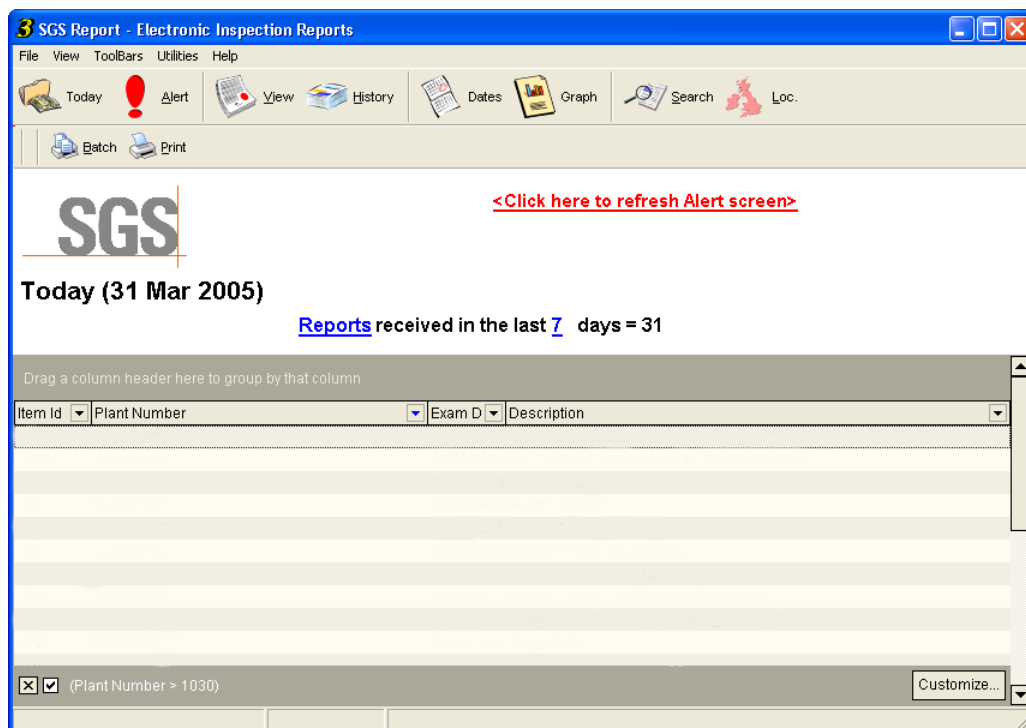 SGS Report - Electronic Inspection Reports
File View ToolBars Utilities Help
Today Alert View History Dates Graph Search Loc.
Batch Print
<Click here to refresh Alert screen>
SGS
Today (31 Mar 2005)
Reports received in the last 7 days = 31
Drag a column header here to group by that column
Item Id Plant Number Exam D Description
(Plant Number > 1030) Customize...